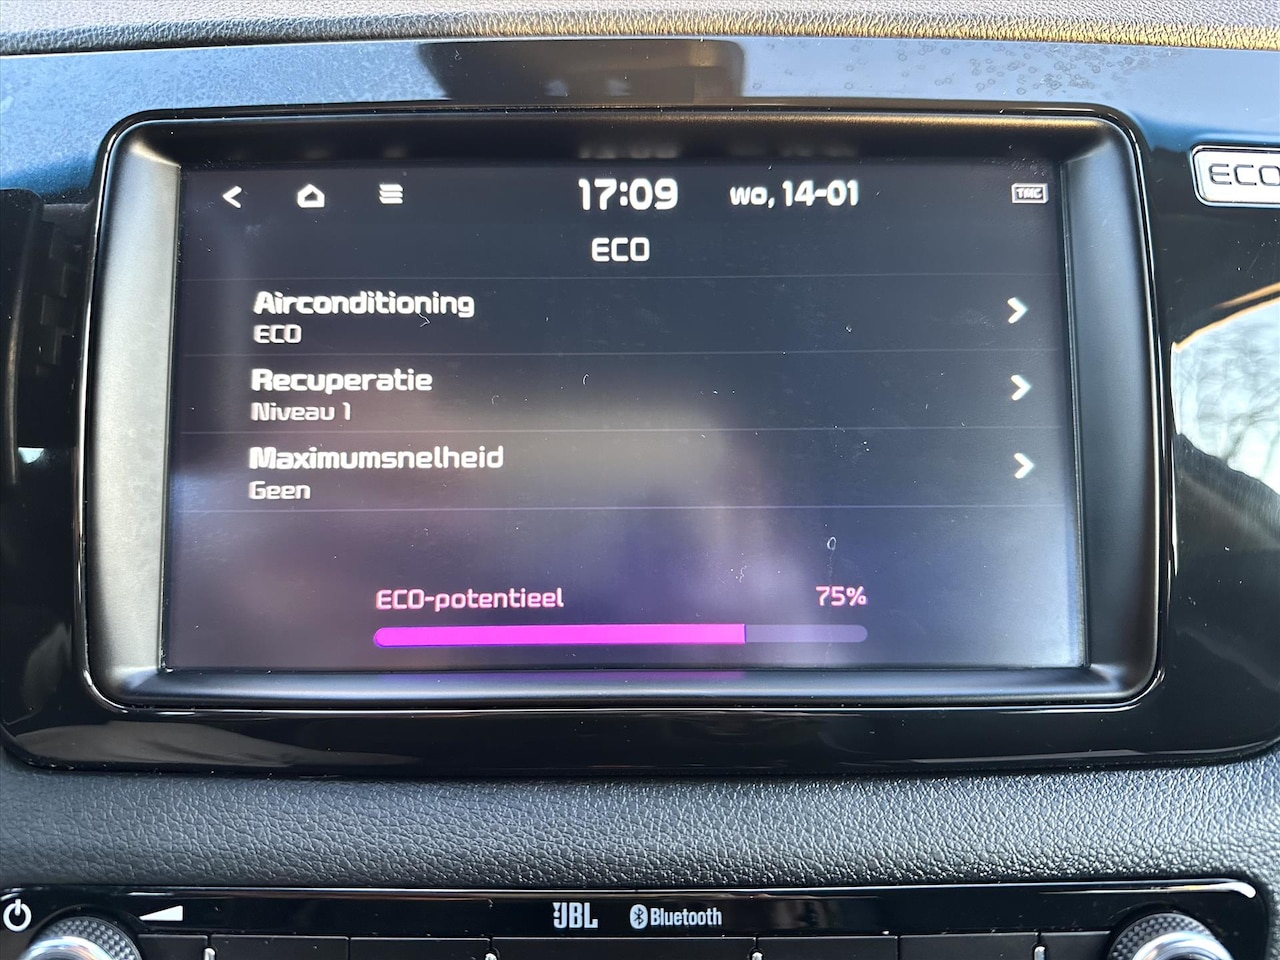 17:09 wo, 14-01 TMC
ECO
ECO
Airconditioning
ECO
Recuperatie
Niveau 1
Maximumsnelheid
Geen
ECO-potentieel 75%
JBL Bluetooth